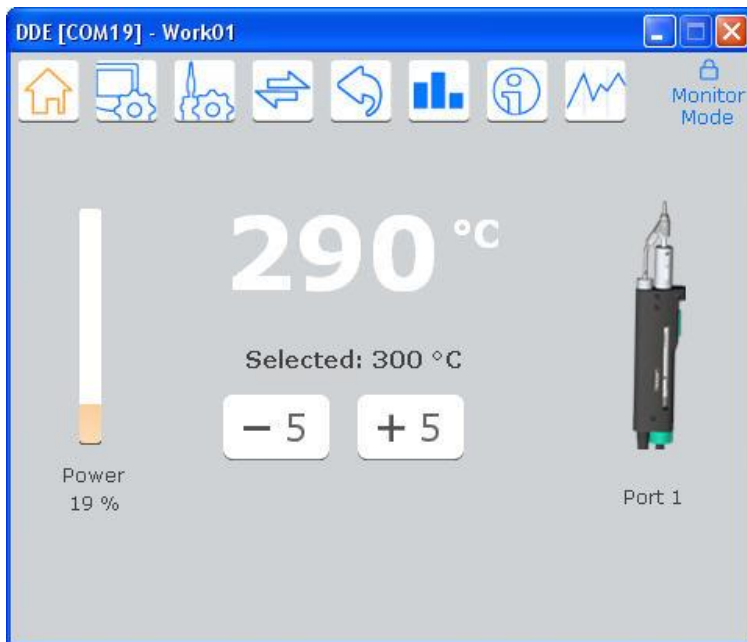 DDE [COM19] - Work01
Monitor
Mode
290 °C
Selected: 300 °C
− 5
+ 5
Power
19 %
Port 1